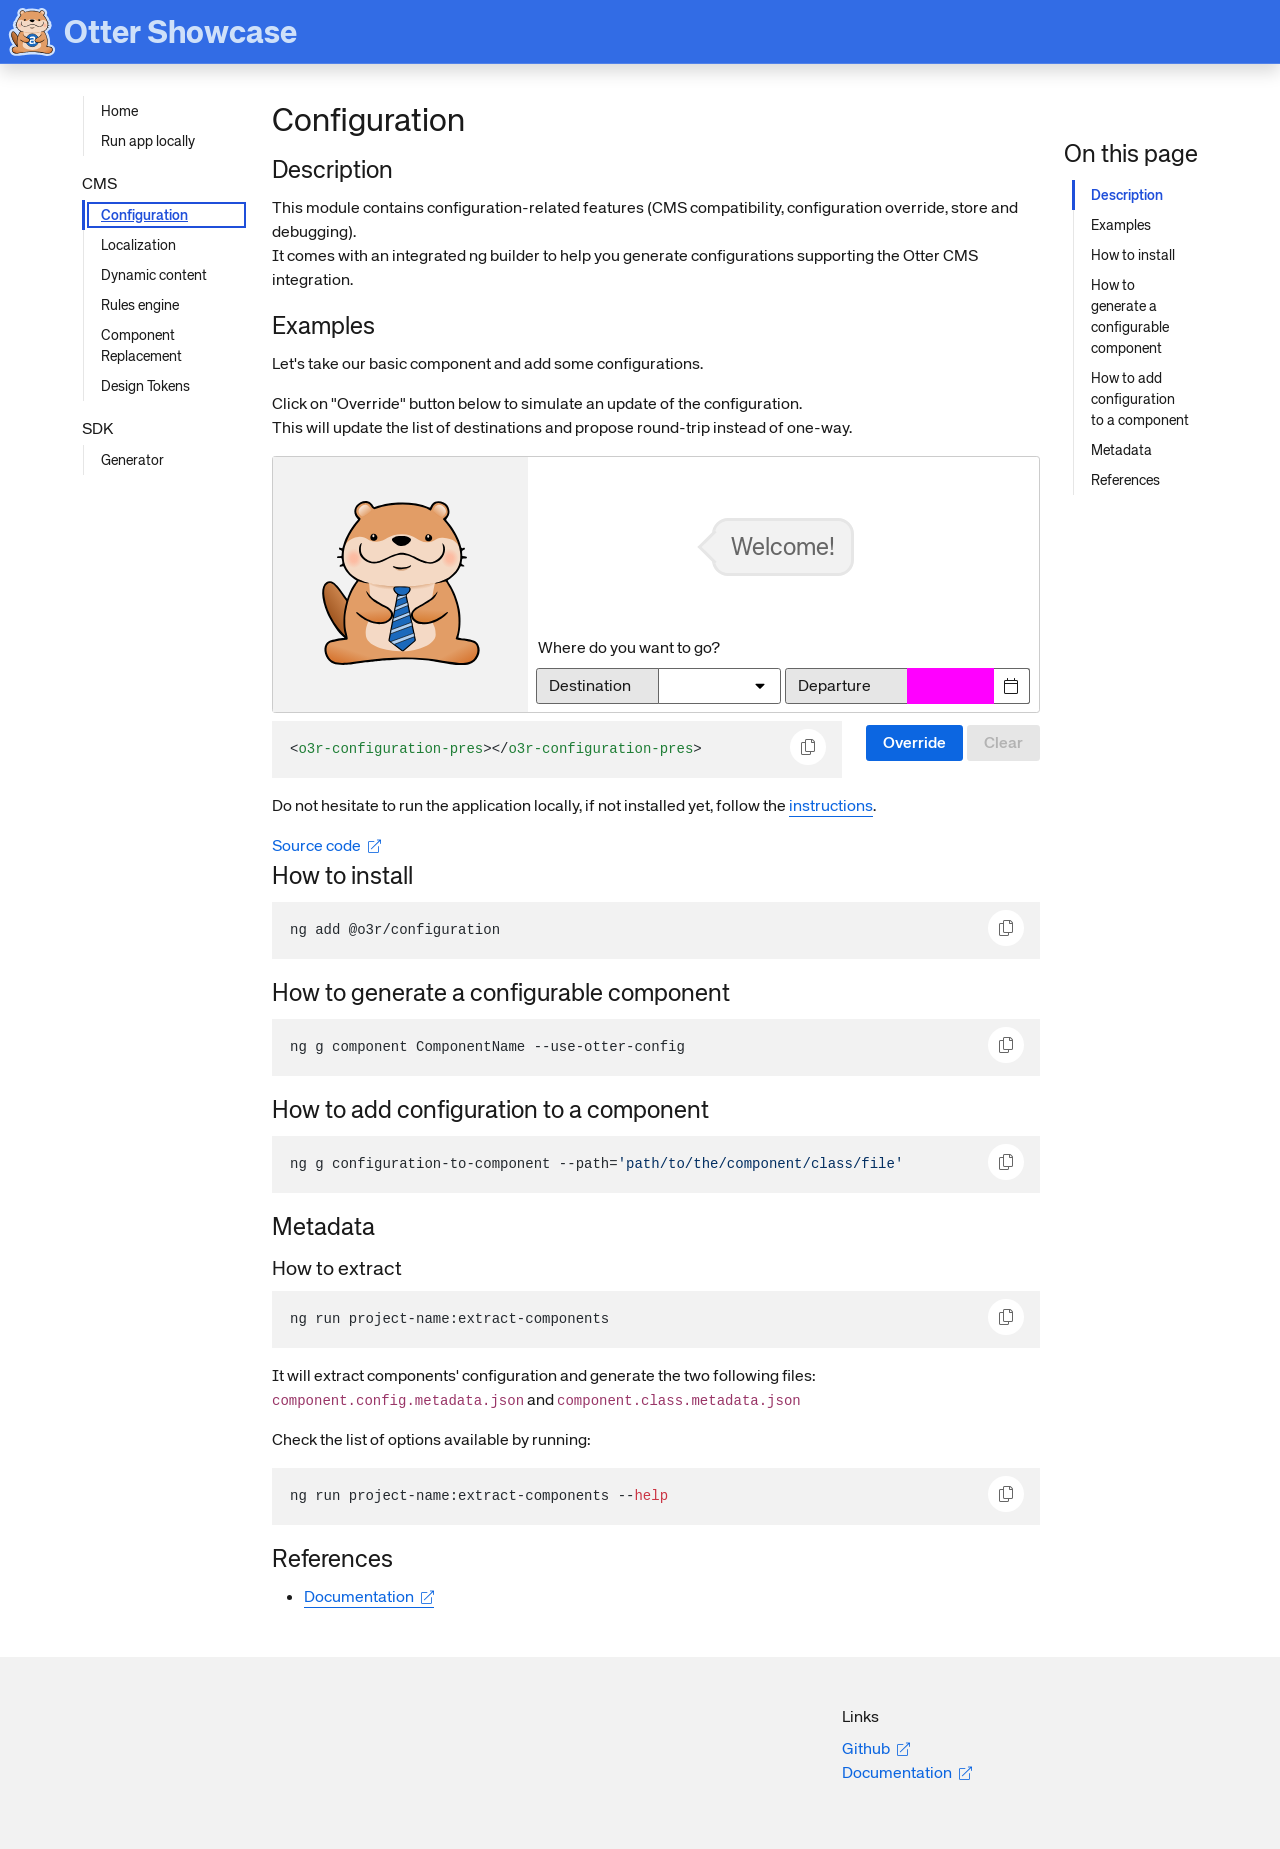 Otter Showcase
Home
Run app locally
CMS
Configuration
Localization
Dynamic content
Rules engine
Component
Replacement
Design Tokens
SDK
Generator
Configuration
Description
This module contains configuration-related features (CMS compatibility, configuration override, store and
debugging).
It comes with an integrated ng builder to help you generate configurations supporting the Otter CMS
integration.
Examples
Let's take our basic component and add some configurations.
Click on "Override" button below to simulate an update of the configuration.
This will update the list of destinations and propose round-trip instead of one-way.
Welcome!
Where do you want to go?
Destination
Departure
<o3r-configuration-pres></o3r-configuration-pres>
Override
Clear
Do not hesitate to run the application locally, if not installed yet, follow the instructions.
Source code
How to install
ng add @o3r/configuration
How to generate a configurable component
ng g component ComponentName --use-otter-config
How to add configuration to a component
ng g configuration-to-component --path='path/to/the/component/class/file'
Metadata
How to extract
ng run project-name:extract-components
It will extract components' configuration and generate the two following files:
component.config.metadata.json and component.class.metadata.json
Check the list of options available by running:
ng run project-name:extract-components --help
References
Documentation
On this page
Description
Examples
How to install
How to
generate a
configurable
component
How to add
configuration
to a component
Metadata
References
Links
Github
Documentation